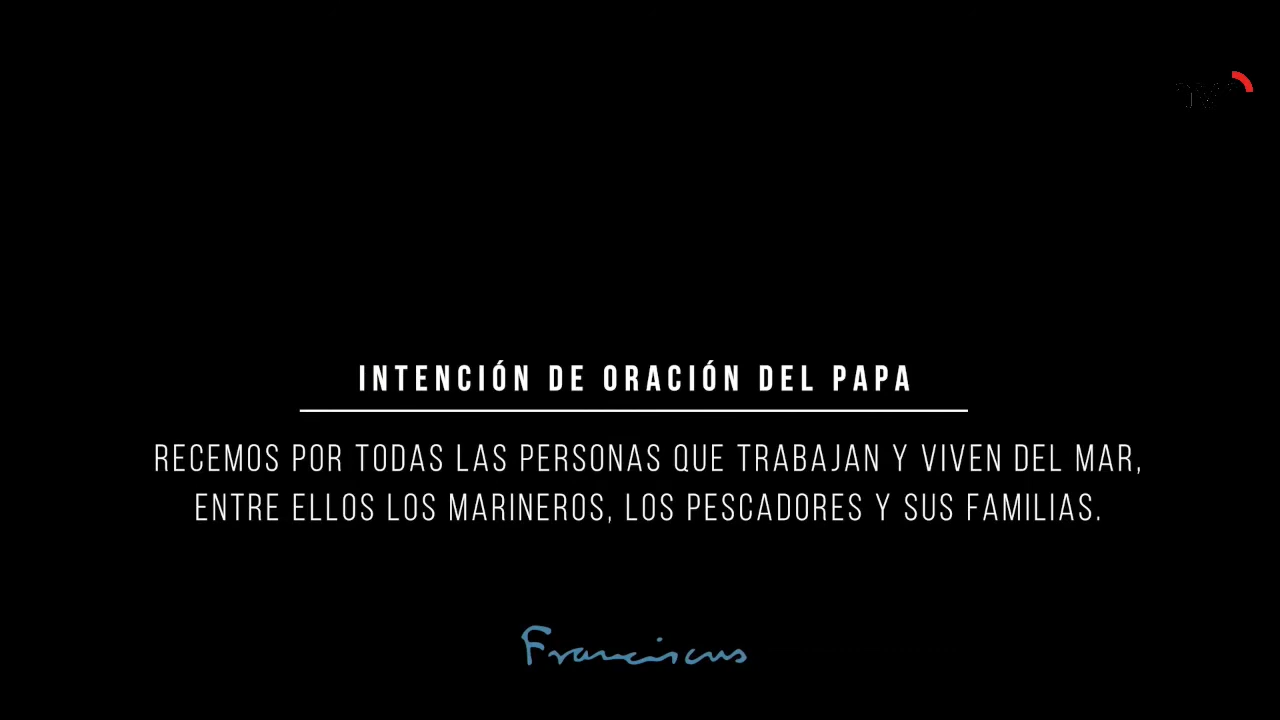 INTENCIÓN DE ORACIÓN DEL PAPA
RECEMOS POR TODAS LAS PERSONAS QUE TRABAJAN Y VIVEN DEL MAR,
ENTRE ELLOS LOS MARINEROS, LOS PESCADORES Y SUS FAMILIAS.
Franciscus